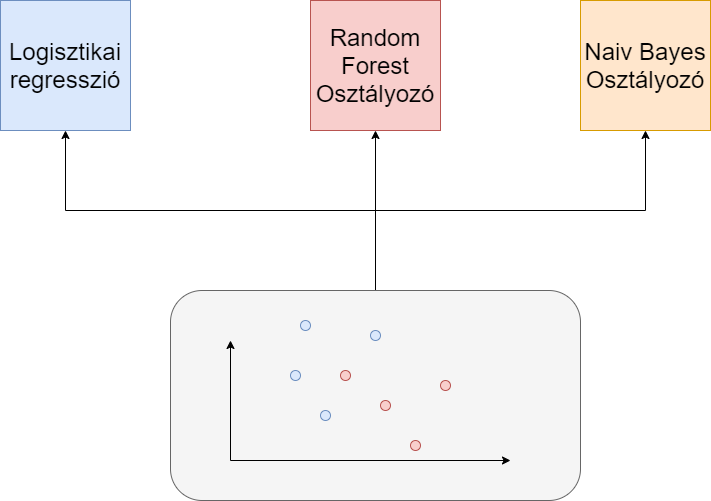 Logisztikai
regresszió
Random
Forest
Osztályozó
Naiv Bayes
Osztályozó